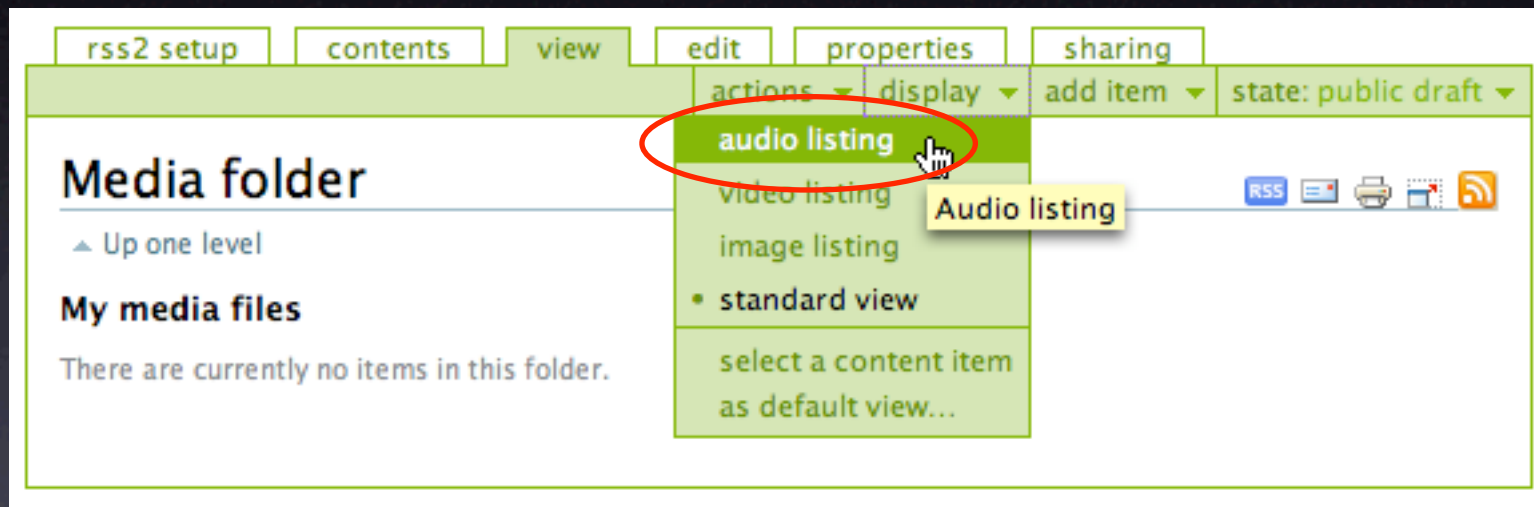 rss2 setup contents view edit properties sharing
actions display add item state: public draft
audio listing
Media folder
video listing
RSS
Audio listing
Up one level
image listing
My media files
standard view
There are currently no items in this folder.
select a content item
as default view...